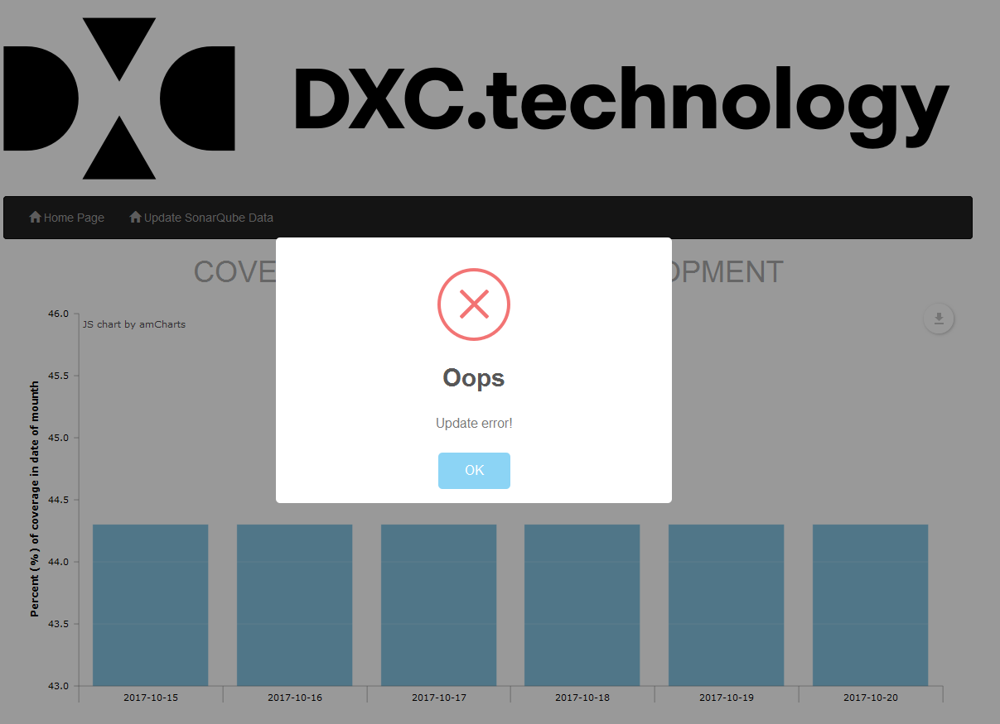 DXC.technology
Home Page Update SonarQube Data
COVE OPMENT
46.0
JS chart by amCharts
45.5
45.0
44.5
44.0
43.5
43.0
Percent ( % ) of coverage in date of mounth
Oops
Update error!
OK
2017-10-15 2017-10-16 2017-10-17 2017-10-18 2017-10-19 2017-10-20